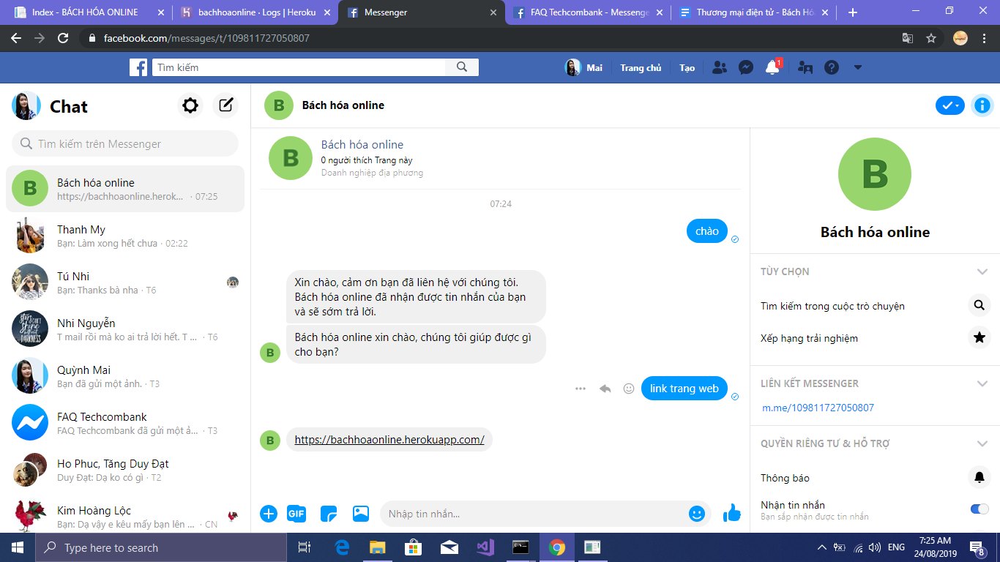 Index - BÁCH HÓA ONLINE
bachhoaonline · Logs | Heroku
Messenger
FAQ Techcombank - Messenge
Thương mại điện tử - Bách Hó
facebook.com/messages/t/109811727050807
Tìm kiếm
Mai
Trang chủ
Tạo
1
Chat
Tìm kiếm trên Messenger
B
Bách hóa online
https://bachhoaonline.herok... · 07:25
Thanh My
Bạn: Làm xong hết chưa · 02:22
Tú Nhi
Bạn: Thanks bà nha · T6
Nhi Nguyễn
T mail rồi mà ko ai trả lời hết. T ... · T6
Quỳnh Mai
Bạn đã gửi một ảnh. · T3
FAQ Techcombank
FAQ Techcombank đã gửi một ả... · T3
Ho Phuc, Tăng Duy Đạt
Duy Đạt: Dạ ko có gì · T2
Kim Hoàng Lộc
Bạn: Dạ vậy e kêu mấy bạn lên ... · CN
B
Bách hóa online
B
Bách hóa online
0 người thích Trang này
Doanh nghiệp địa phương
07:24
chào
Xin chào, cảm ơn bạn đã liên hệ với chúng tôi.
Bách hóa online đã nhận được tin nhắn của bạn
và sẽ sớm trả lời.
B
Bách hóa online xin chào, chúng tôi giúp được gì
cho bạn?
link trang web
B
https://bachhoaonline.herokuapp.com/
GIF
Nhập tin nhắn...
B
Bách hóa online
TÙY CHỌN
Tìm kiếm trong cuộc trò chuyện
Xếp hạng trải nghiệm
LIÊN KẾT MESSENGER
m.me/109811727050807
QUYỀN RIÊNG TƯ & HỖ TRỢ
Thông báo
Nhận tin nhắn
Bạn sắp nhận được tin nhắn
Type here to search
ENG
7:25 AM
24/08/2019
8